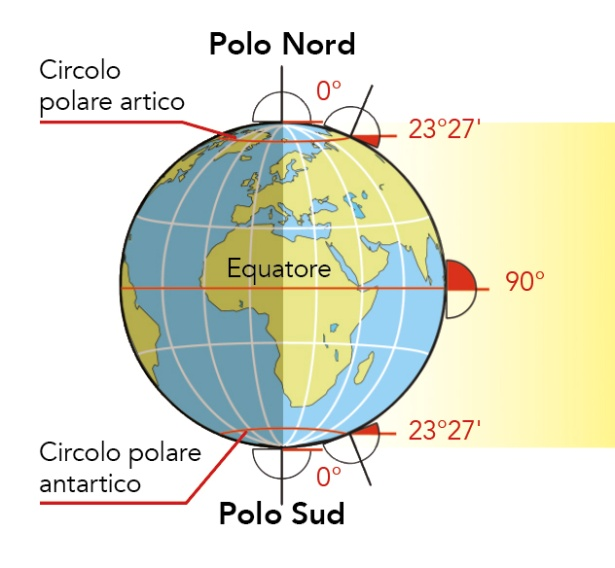 Polo Nord
Circolo
polare artico
0°
23°27'
Equatore
90°
23°27'
Circolo polare
antartico
0°
Polo Sud